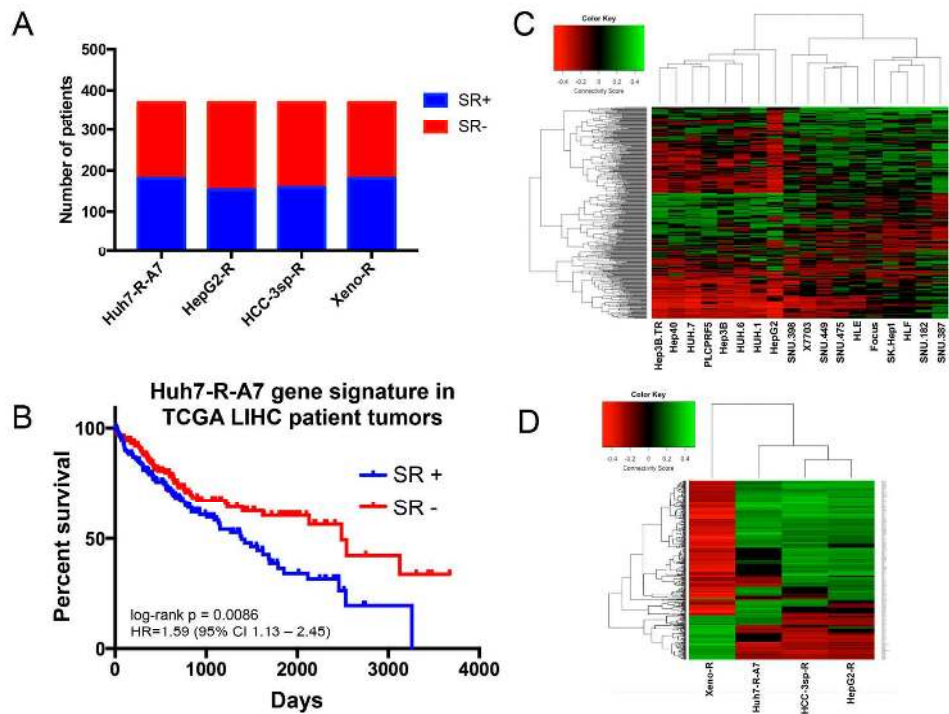 A
500
400
300
200
100
0
Number of patients
SR+
SR-
Huh7-R-A7
HepG2-R
HCC-3sp-R
Xeno-R
B
Huh7-R-A7 gene signature in
TCGA LIHC patient tumors
100
50
0
Percent survival
SR +
SR -
log-rank p = 0.0086
HR=1.59 (95% CI 1.13 – 2.45)
0 1000 2000 3000 4000
Days
C
Color Key
-0.4 -0.2 0 0.2 0.4
Connectivity Score
Hep3B.TR
Hep40
HUH.7
PLCPRF5
Hep3B
HUH.6
HUH.1
HepG2
SNU.398
X7703
SNU.449
SNU.475
HLE
Focus
SK.Hep1
HLF
SNU.182
SNU.387
D
Color Key
-0.4 -0.2 0 0.2 0.4
Connectivity Score
Xeno-R
Huh7-R-A7
HCC-3sp-R
HepG2-R